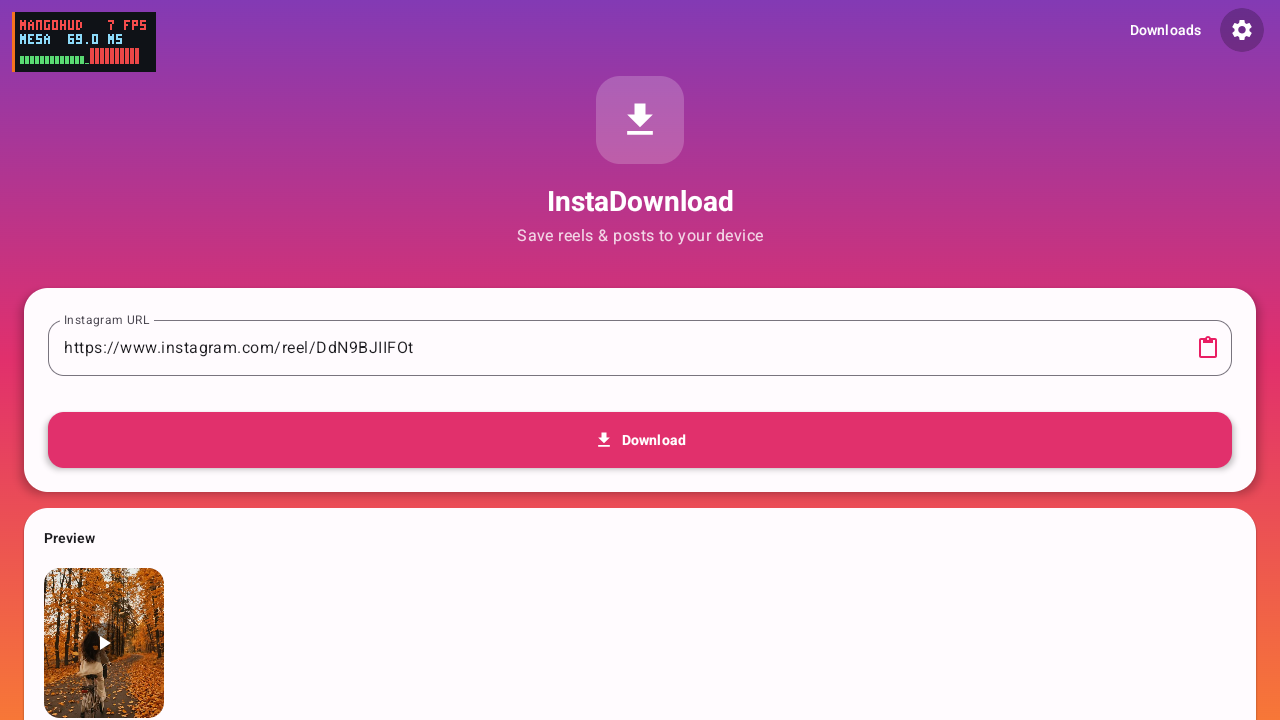 MANGOHUD 7 FPS
MESA 69.0 MS
Downloads
InstaDownload
Save reels & posts to your device
Instagram URL
https://www.instagram.com/reel/DdN9BJIIFOt
Download
Preview